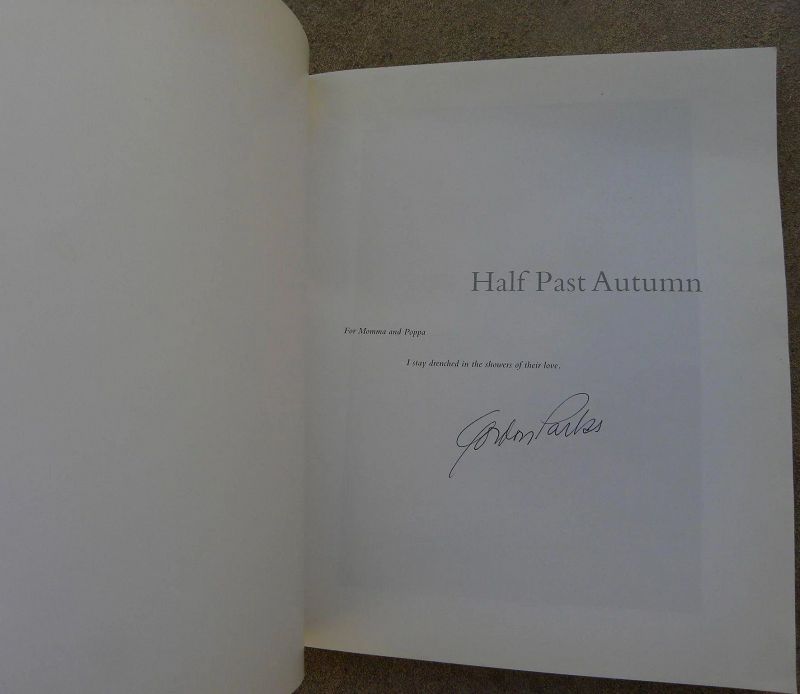 Half Past Autumn
For Momma and Poppa
I stay drenched in the showers of their love.
Gordon Parks